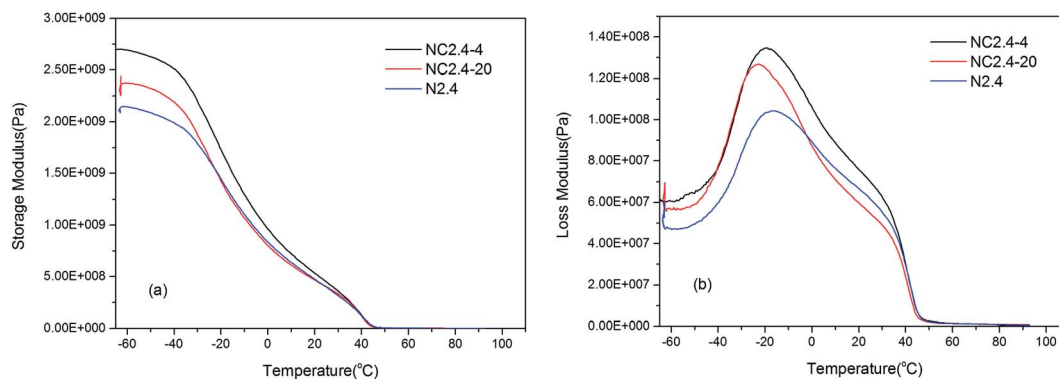 3.00E+009
2.50E+009
2.00E+009
1.50E+009
1.00E+009
5.00E+008
0.00E+000
Storage Modulus(Pa)
NC2.4-4
NC2.4-20
N2.4
(a)
-60 -40 -20 0 20 40 60 80 100
Temperature(°C)
1.40E+008
1.20E+008
1.00E+008
8.00E+007
6.00E+007
4.00E+007
2.00E+007
0.00E+000
Loss Modulus(Pa)
NC2.4-4
NC2.4-20
N2.4
(b)
-60 -40 -20 0 20 40 60 80 100
Temperature(°C)